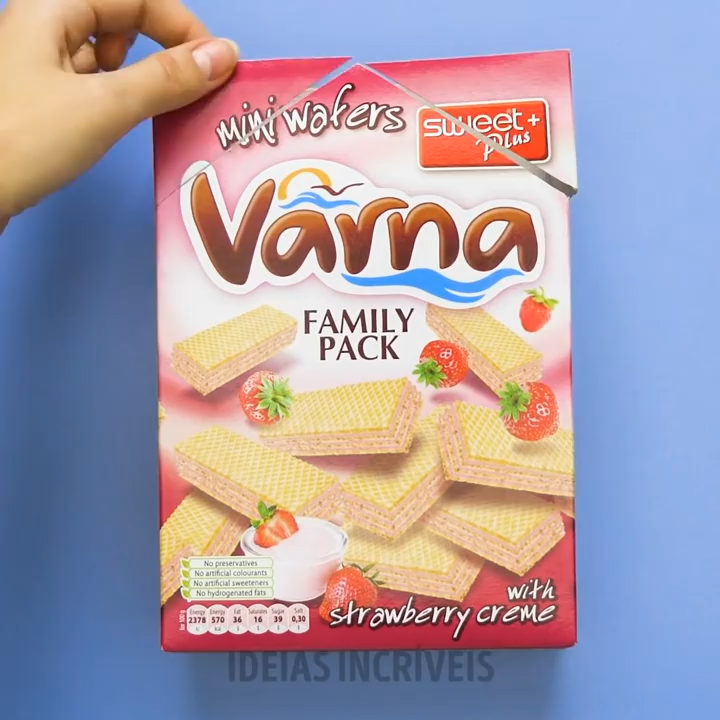 mini wafers
sweet+
plus
Varna
FAMILY
PACK
No preservatives
No artificial colourants
No artificial sweeteners
No hydrogenated fats
with
strawberry creme
Energy Energy Fat Saturates Sugar Salt
2378 570 36 16 39 0,30
IDEIAS INCRÍVEIS